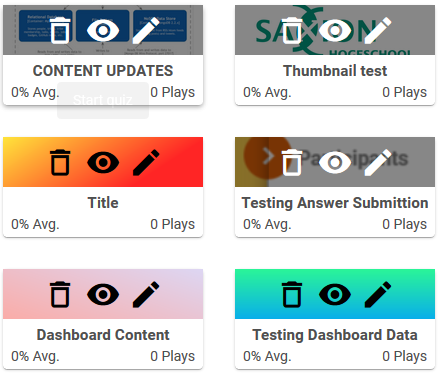 SAXION
HOGESCHOOL
CONTENT UPDATES
Thumbnail test
0% Avg.
0 Plays
0% Avg.
0 Plays
Start quiz
Participants
Title
Testing Answer Submittion
0% Avg.
0 Plays
0% Avg.
0 Plays
Dashboard Content
Testing Dashboard Data
0% Avg.
0 Plays
0% Avg.
0 Plays